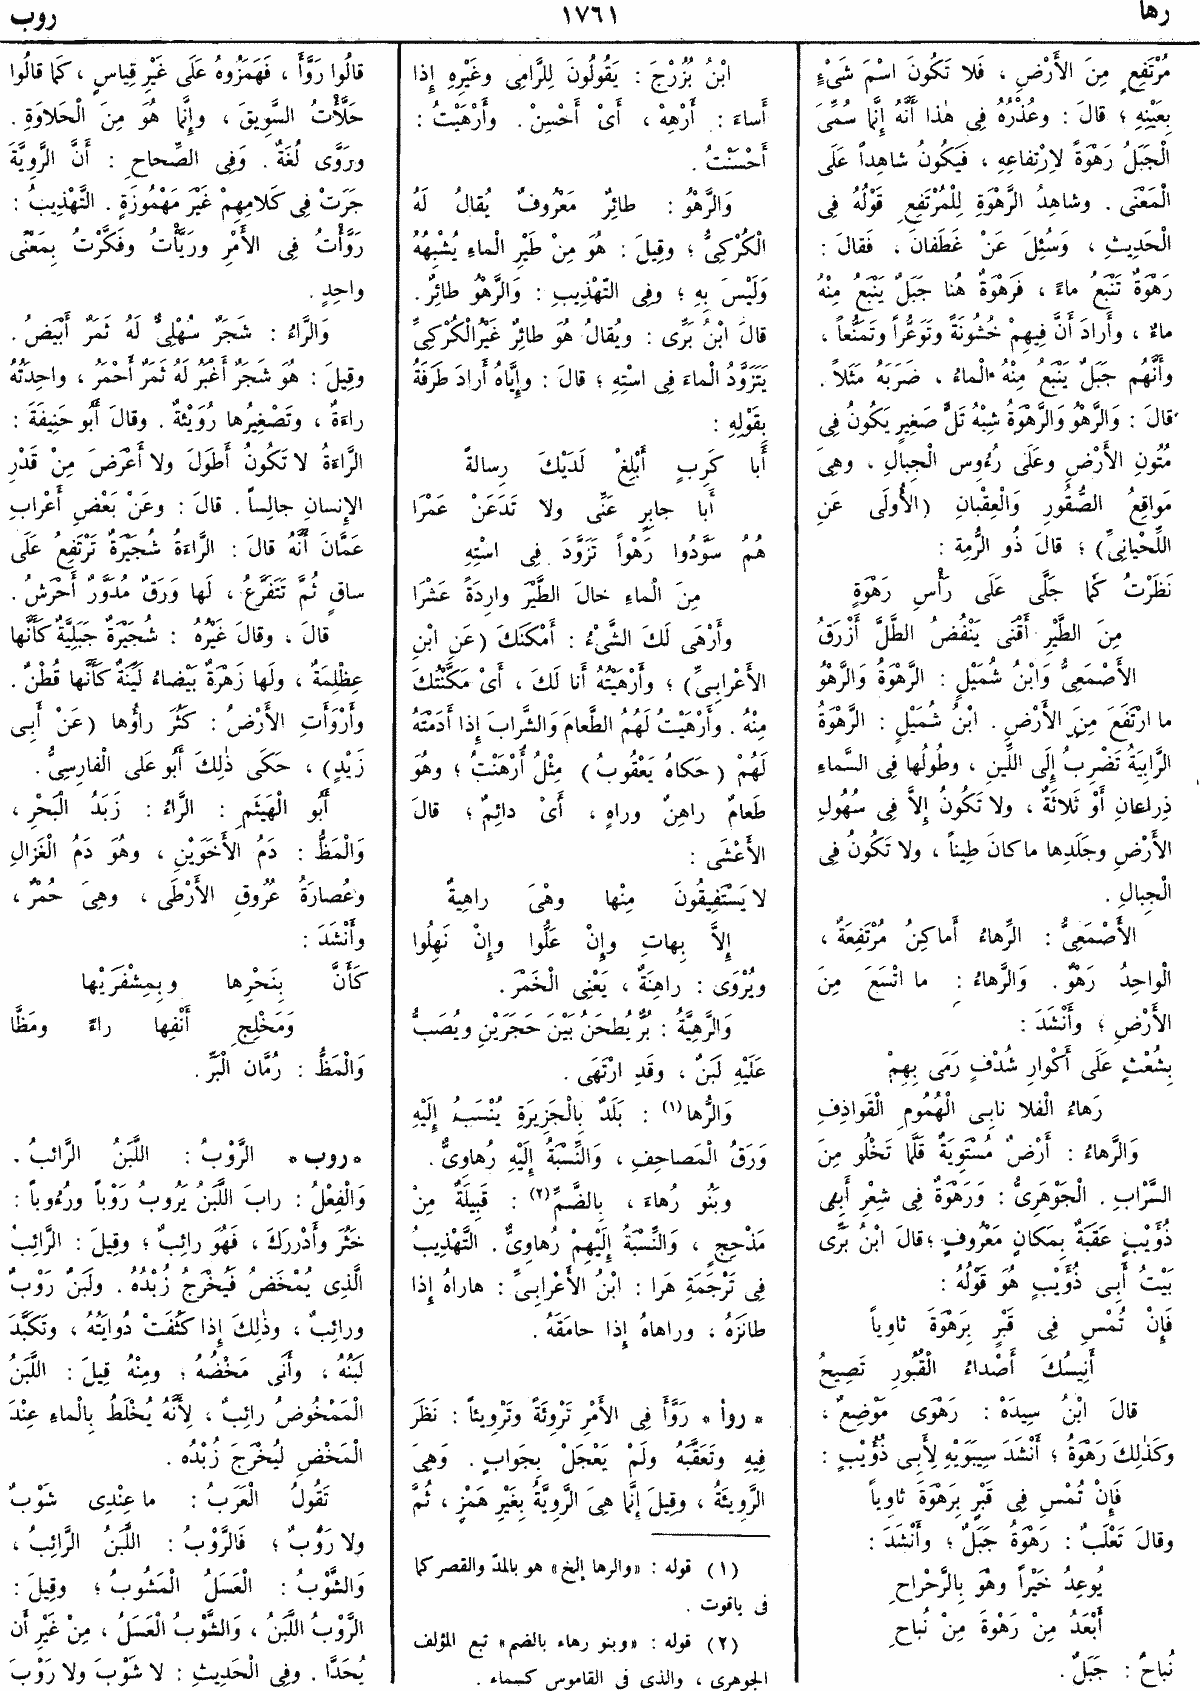 رها
١٧٦١
روب
مُرْتَفِعٍ مِنَ الأَرْضِ ، فَلا تَكُونُ اسْمَ شَىْءٍ
بِعَيْنِهِ ؛ قالَ : وعُذْرُهُ فِى هٰذا أَنَّهُ إِنَّما سُمِّىَ
الْجَبَلُ رَهْوَةً لاِرْتِفاعِهِ ، فَيَكُونُ شاهِداً عَلَى
الْمَعْنَى . وشاهِدُ الرَّهْوَةِ لِلْمُرْتَفِعِ قَوْلُهُ فِى
الْحَدِيثِ ، وَسُئِلَ عَنْ غَطَفانَ ، فَقالَ :
رَهْوَةٌ تَنْبَعُ ماءً ، فَرَهْوَةٌ هُنا جَبَلٌ يَنْبَعُ مِنْهُ
ماءٌ ، وأَرادَ أَنَّ فِيهِمْ خُشُونَةً وتَوَعُّراً وتَمَنُّعاً ،
وأَنَّهُمْ جَبَلٌ يَنْبَعُ مِنْهُ الْماءُ ، ضَرَبَهُ مَثَلاً .
قالَ : وَالرَّهْوُ وَالرَّهْوَةُ شِبْهُ تَلٍّ صَغِيرٍ يَكُونُ فِى
مُتُونِ الأَرْضِ وعَلَى رُءُوسِ الْجِبالِ ، وهِىَ
مَواقِعُ الصُّقُورِ وَالْعِقْبانِ (الأُولَى عَنِ
اللِّحْيانِىِّ) ؛ قالَ ذُو الرُّمةِ :
نَظَرْتُ كَما جَلَّى عَلَى رَأْسِ رَهْوَةٍ
مِنَ الطَّيْرِ أَقْنَى يَنْفُضُ الطَّلَّ أَزْرَقُ
الأَصْمَعِىُّ وَابْنُ شُمَيْلٍ : الرَّهْوَةُ وَالرَّهْوُ
ما ارْتَفَعَ مِنَ الأَرْضِ . ابْنُ شُمَيْلٍ : الرَّهْوَةُ
الرَّابِيَةُ تَضْرِبُ إِلَى اللِّينِ ، وطُولُها فِى السَّماءِ
ذِراعانِ أَوْ ثَلاثَةٌ ، ولا تَكُونُ إِلاَّ فِى سُهُولِ
الأَرْضِ وجَلَدِها ما كانَ طِيناً ، ولا تَكُونُ فِى
الْجِبالِ .
الأَصْمَعِىُّ : الرِّهاءُ أَماكِنُ مُرْتَفِعَةٌ ،
الْواحِدُ رَهْوٌ . وَالرَّهاءُ : ما اتَّسَعَ مِنَ
الأَرْضِ ؛ وأَنْشَدَ :
بِشُعْثٍ عَلَى أَكْوارِ شُدْفٍ رَمَى بِهِمْ
رَهاءُ الْفَلا نابِى الْهُمُومِ الْقَواذِفِ
وَالرَّهاءُ : أَرْضٌ مُسْتَوِيَةٌ قَلَّما تَخْلُو مِنَ
السَّرابِ . الْجَوْهَرِىُّ : وَرَهْوَةُ فِى شِعْرِ أَبِى
ذُؤَيْبٍ عَقَبَةٌ بِمَكانٍ مَعْرُوفٍ ؛ قالَ ابْنُ بَرِّى
بَيْتُ أَبِى ذُؤَيْبٍ هُوَ قَوْلُهُ :
فَإِنْ تُمْسِ فِى قَبْرٍ بِرَهْوَةَ ثاوِياً
أَنِيسُكَ أَصْداءُ الْقُبُورِ تَصِيحُ
قالَ ابْنُ سِيدَهْ : رَهْوَى مَوْضِعٌ ،
وكَذٰلِكَ رَهْوَةُ ؛ أَنْشَدَ سِيبَوَيْهِ لأَبِى ذُؤَيْبٍ :
فَإِنْ تُمْسِ فِى قَبْرٍ بِرَهْوَةَ ثاوِياً
وقالَ ثَعْلَبٌ : رَهْوَةُ جَبَلٌ ؛ وأَنْشَدَ :
يُوعِدُ خَيْراً وهْوَ بِالرَّحْراحِ
أَبْعَدُ مِنْ رَهْوَةَ مِنْ نُباحِ
نُباحٌ : جَبَلٌ .
ابْنُ بُزُرْجَ : يَقُولُونَ لِلرَّامِى وغَيْرِهِ إِذا
أَساءَ : أَرْهِهْ ، أَىْ أَحْسِنْ . وأَرْهَيْتُ :
أَحْسَنْتُ .
وَالرَّهْوُ : طائِرٌ مَعْرُوفٌ يُقالُ لَهُ
الْكُرْكِىُّ ؛ وقِيلَ : هُوَ مِنْ طَيْرِ الْماءِ يُشْبِهُهُ
وَلَيْسَ بِهِ ؛ وفِى التَّهْذِيبِ : وَالرَّهْوُ طائِرٌ .
قالَ ابْنُ بَرِّى : ويُقالُ هُوَ طائِرٌ غَيْرُ الْكُرْكِىِّ
يَتَزَوَّدُ الْماءَ فِى اسْتِهِ ؛ قالَ : وإِيَّاهُ أَرادَ طَرَفَةُ
بِقَوْلِهِ :
أَبا كَرِبٍ أَبْلِغْ لَدَيْكَ رِسالةً
أَبا جابِرٍ عَنِّى ولا تَدَعَنْ عَمْرَا
هُمُ سَوَّدُوا رَهْواً تَزَوَّدَ فِى اسْتِهِ
مِنَ الْماءِ خالَ الطَّيْرَ وارِدَةً عَشْرَا
وأَرْهَى لَكَ الشَّىْءُ : أَمْكَنَكَ (عَنِ ابْنِ
الأَعْرابِىِّ) ؛ وأَرْهَيْتُهُ أَنا لَكَ ، أَىْ مَكَّنْتُكَ
مِنْهُ . وأَرْهَيْتُ لَهُمُ الطَّعامَ وَالشَّرابَ إِذا أَدَمْتَهُ
لَهُمْ (حَكاهُ يَعْقُوبُ) مِثْلُ أَرْهَنْتُ ؛ وهُوَ
طَعامٌ راهِنٌ وراهٍ ، أَىْ دائِمٌ ؛ قالَ
الأَعْشَى :
لا يَسْتَفِيقُونَ مِنْها وهْىَ راهِيةٌ
إِلاَّ بِهاتِ وإِنْ عَلُّوا وإِنْ نَهِلُوا
ويُرْوَى : راهِنَةٌ ، يَعْنِى الْخَمْرَ .
وَالرَّهِيَّةُ : بُرٌّ يُطْحَنُ بَيْنَ حَجَرَيْنِ ويُصَبُّ
عَلَيْهِ لَبَنٌ ، وقَدِ ارْتَهَى .
وَالرُّها(١) : بَلَدٌ بِالْجَزِيرَةِ يُنْسَبُ إِلَيْهِ
وَرَقُ الْمَصاحِفِ ، وَالنِّسْبَةُ إِلَيْهِ رُهاوِىٌّ .
وبَنُو رُهاءَ ، بِالضَّمِّ(٢) : قَبِيلَةٌ مِنْ
مَذْحِجٍ ، وَالنِّسْبَةُ إِلَيْهِمْ رُهاوِىٌّ . التَّهْذِيبُ
فِى تَرْجَمَةِ هَرا : ابْنُ الأَعْرابِىِّ : هاراهُ إِذا
طانَزَهُ ، وراهاهُ إِذا حامَقَهُ .
* روأ * رَوَّأَ فِى الأَمْرِ تَرْوِئَةً وتَرْوِيئاً : نَظَرَ
فِيهِ وتَعَقَّبَهُ ولَمْ يَعْجَلْ بِجَوابٍ . وَهِىَ
الرَّوِيئَةُ ، وقِيلَ إِنَّما هِىَ الرَّوِيَّةُ بِغَيْرِ هَمْزٍ ، ثُمَّ
(١) قوله : «والرها إلخ» هو بالمدّ والقصر كما
فى ياقوت .
(٢) قوله : «وبنو رهاء بالضم» تبع المؤلف
الجوهرى ، والذى فى القاموس كسماء .
قالُوا رَوَّأَ ، فَهَمَزُوهُ عَلَى غَيْرِ قِياسٍ ، كَما قالُوا
حَلَّأْتُ السَّوِيقَ ، وإِنَّما هُوَ مِنَ الْحَلاوَةِ .
ورَوَّى لُغَةٌ . وَفِى الصِّحاحِ : أَنَّ الرَّوِيَّةَ
جَرَتْ فِى كَلامِهِمْ غَيْرَ مَهْمُوزَةٍ . التَّهْذِيبُ :
رَوَّأْتُ فِى الأَمْرِ ورَيَّأْتُ وفَكَّرْتُ بِمَعْنًى
واحِدٍ .
وَالرَّاءُ : شَجَرٌ سُهْلِىٌّ لَهُ ثَمَرٌ أَبْيَضُ .
وقِيلَ : هُوَ شَجَرٌ أَغْبَرُ لَهُ ثَمَرٌ أَحْمَرُ ، واحِدَتُهُ
راءَةٌ ، وتَصْغِيرُها رُوَيْئَةٌ . وقالَ أَبُو حَنِيفَةَ :
الرَّاءَةُ لا تَكُونُ أَطْوَلَ ولا أَعْرَضَ مِنْ قَدْرِ
الإِنسانِ جالِساً . قالَ : وعَنْ بَعْضِ أَعْرابِ
عَمَّانَ أَنَّهُ قالَ : الرَّاءَةُ شُجَيْرَةٌ تَرْتَفِعُ عَلَى
ساقٍ ثُمَّ تَتَفَرَّعُ ، لَها وَرَقٌ مُدَوَّرٌ أَحْرَشُ .
قالَ ، وقالَ غَيْرُهُ : شُجَيْرَةٌ جَبَلِيَّةٌ كَأَنَّها
عِظْلِمَةٌ ، ولَها زَهْرَةٌ بَيْضاءُ لَيِّنَةٌ كَأَنَّها قُطْنٌ .
وأَرْوَأَتِ الأَرْضُ : كَثُرَ راؤُها (عَنْ أَبِى
زَيْدٍ) ، حَكَى ذٰلِكَ أَبُو عَلَى الْفارِسِىُّ .
أَبُو الْهَيْثَمِ : الرَّاءُ : زَبَدُ الْبَحْرِ ،
وَالْمَظُّ : دَمُ الأَخَوَيْنِ ، وهُوَ دَمُ الْغَزالِ
وعُصارَةُ عُرُوقِ الأَرْطَى ، وهِىَ حُمْرٌ ،
وأَنْشَدَ :
كَأَنَّ بِنَحْرِها وبِمِشْفَرَيْها
ومَخْلِجِ أَنْفِها راءً ومَظَّا
وَالْمَظُّ : رُمَّان الْبَرِّ .
* روب * الرَّوْبُ : اللَّبَنُ الرَّائبُ .
وَالْفِعْلُ : رابَ اللَّبَنُ يَرُوبُ رَوْباً ورُءُوباً :
خَثُرَ وأَدْرَكَ ، فَهُوَ رائِبٌ ؛ وقِيلَ : الرَّائِبُ
الَّذِى يُمْخَضُ فَيُخْرَجُ زُبْدُهُ . ولَبَنٌ رَوْبٌ
ورائِبٌ ، وذٰلِكَ إِذا كَثُفَتْ دُوايَتُهُ ، وتَكَبَّدَ
لَبَنُهُ ، وأَنَى مَخْضُهُ ؛ ومِنْهُ قِيلَ : اللَّبَنُ
الْمَمْخُوضُ رائِبٌ ، لِأَنَّهُ يُخْلَطُ بِالْماءِ عِنْدَ
الْمَخْضِ لِيُخْرَجَ زُبْدُهُ .
تَقُولُ الْعَرَبُ : ما عِنْدِى شَوْبٌ
ولا رَوْبٌ ؛ فَالرَّوْبُ : اللَّبَنُ الرَّائِبُ ،
وَالشَّوْبُ : الْعَسَلُ الْمَشُوبُ ؛ وقِيلَ :
الرَّوْبُ اللَّبَنُ ، وَالشَّوْبُ الْعَسَلُ ، مِنْ غَيْرِ أَن
يُحَدَّا . وفِى الْحَدِيثِ : لا شَوْبَ ولا رَوْبَ